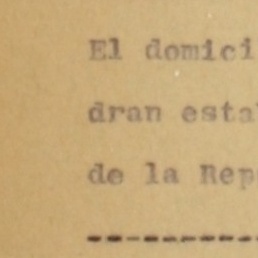 El domici
dran esta
de la Rep
----------